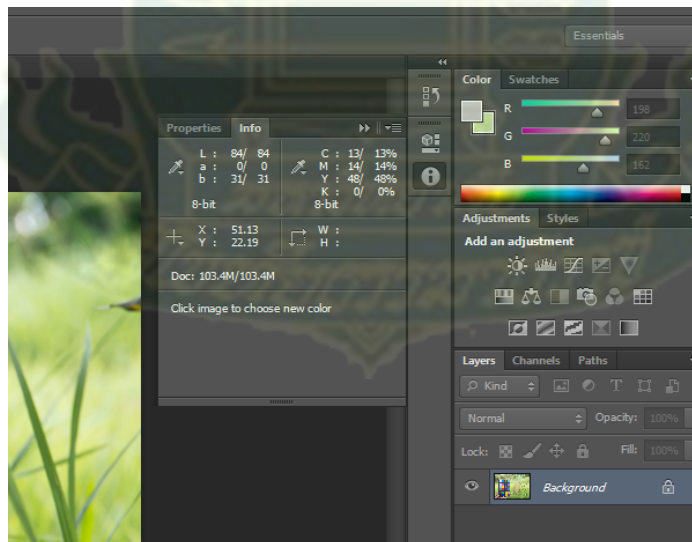 Essentials
Color Swatches
R 198
G 220
B 162
Properties Info
L : 84/ 84 C : 13/ 13%
a : 0/ 0 M : 14/ 14%
b : 31/ 31 Y : 48/ 48%
K : 0/ 0%
8-bit 8-bit
X : 51.13 W :
Y : 22.19 H :
Doc: 103.4M/103.4M
Click image to choose new color
Adjustments Styles
Add an adjustment
Layers Channels Paths
Kind
Normal Opacity: 100%
Lock: Fill: 100%
Background